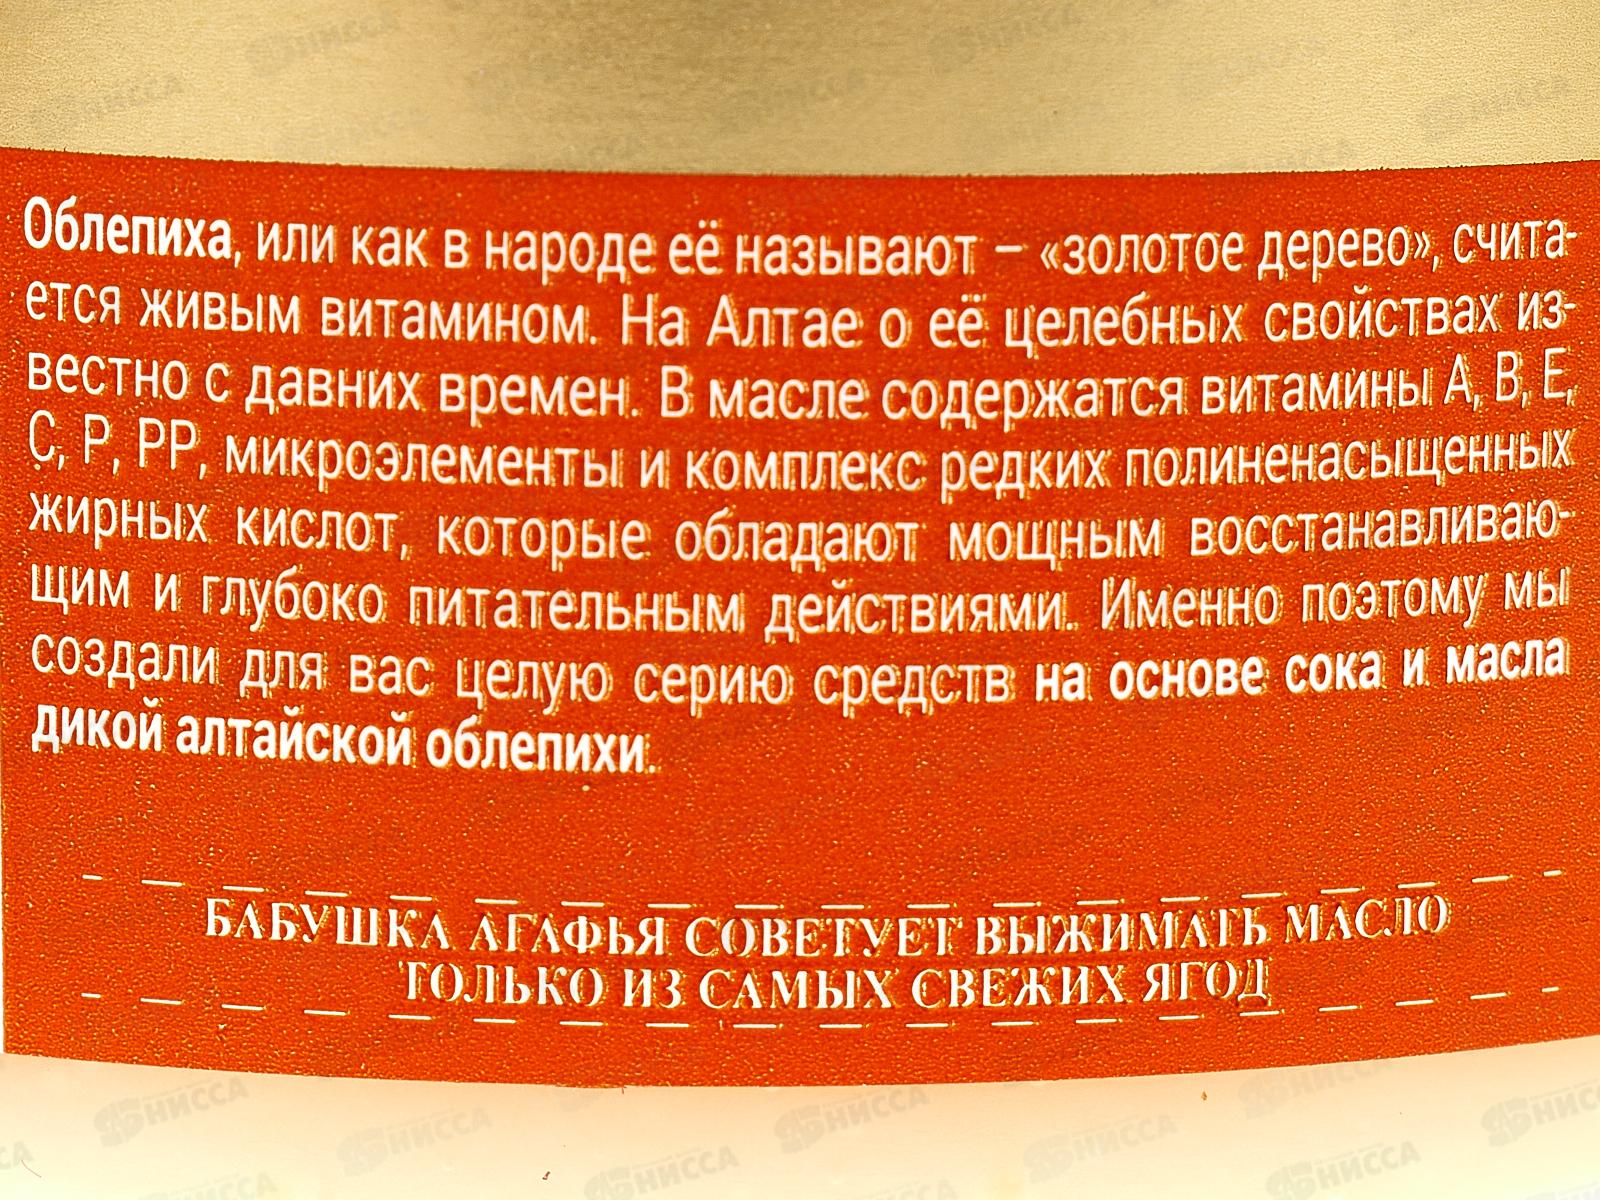 Облепиха, или как в народе её называют – «золотое дерево», счита-
ется живым витамином. На Алтае о её целебных свойствах из-
вестно с давних времен. В масле содержатся витамины А, В, Е,
С, Р, РР, микроэлементы и комплекс редких полиненасыщенных
жирных кислот, которые обладают мощным восстанавливаю-
щим и глубоко питательным действиями. Именно поэтому мы
создали для вас целую серию средств на основе сока и масла
дикой алтайской облепихи.
БАБУШКА АГАФЬЯ СОВЕТУЕТ ВЫЖИМАТЬ МАСЛО
ТОЛЬКО ИЗ САМЫХ СВЕЖИХ ЯГОД
НИССА